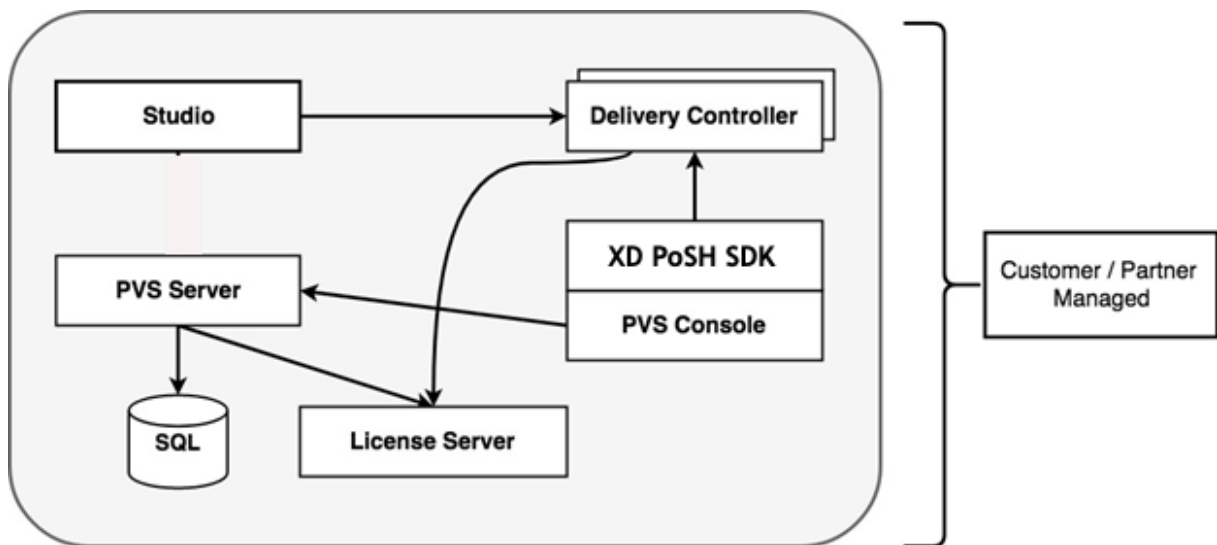 Studio
Delivery Controller
XD PoSH SDK
PVS Server
PVS Console
SQL
License Server
Customer / Partner
Managed